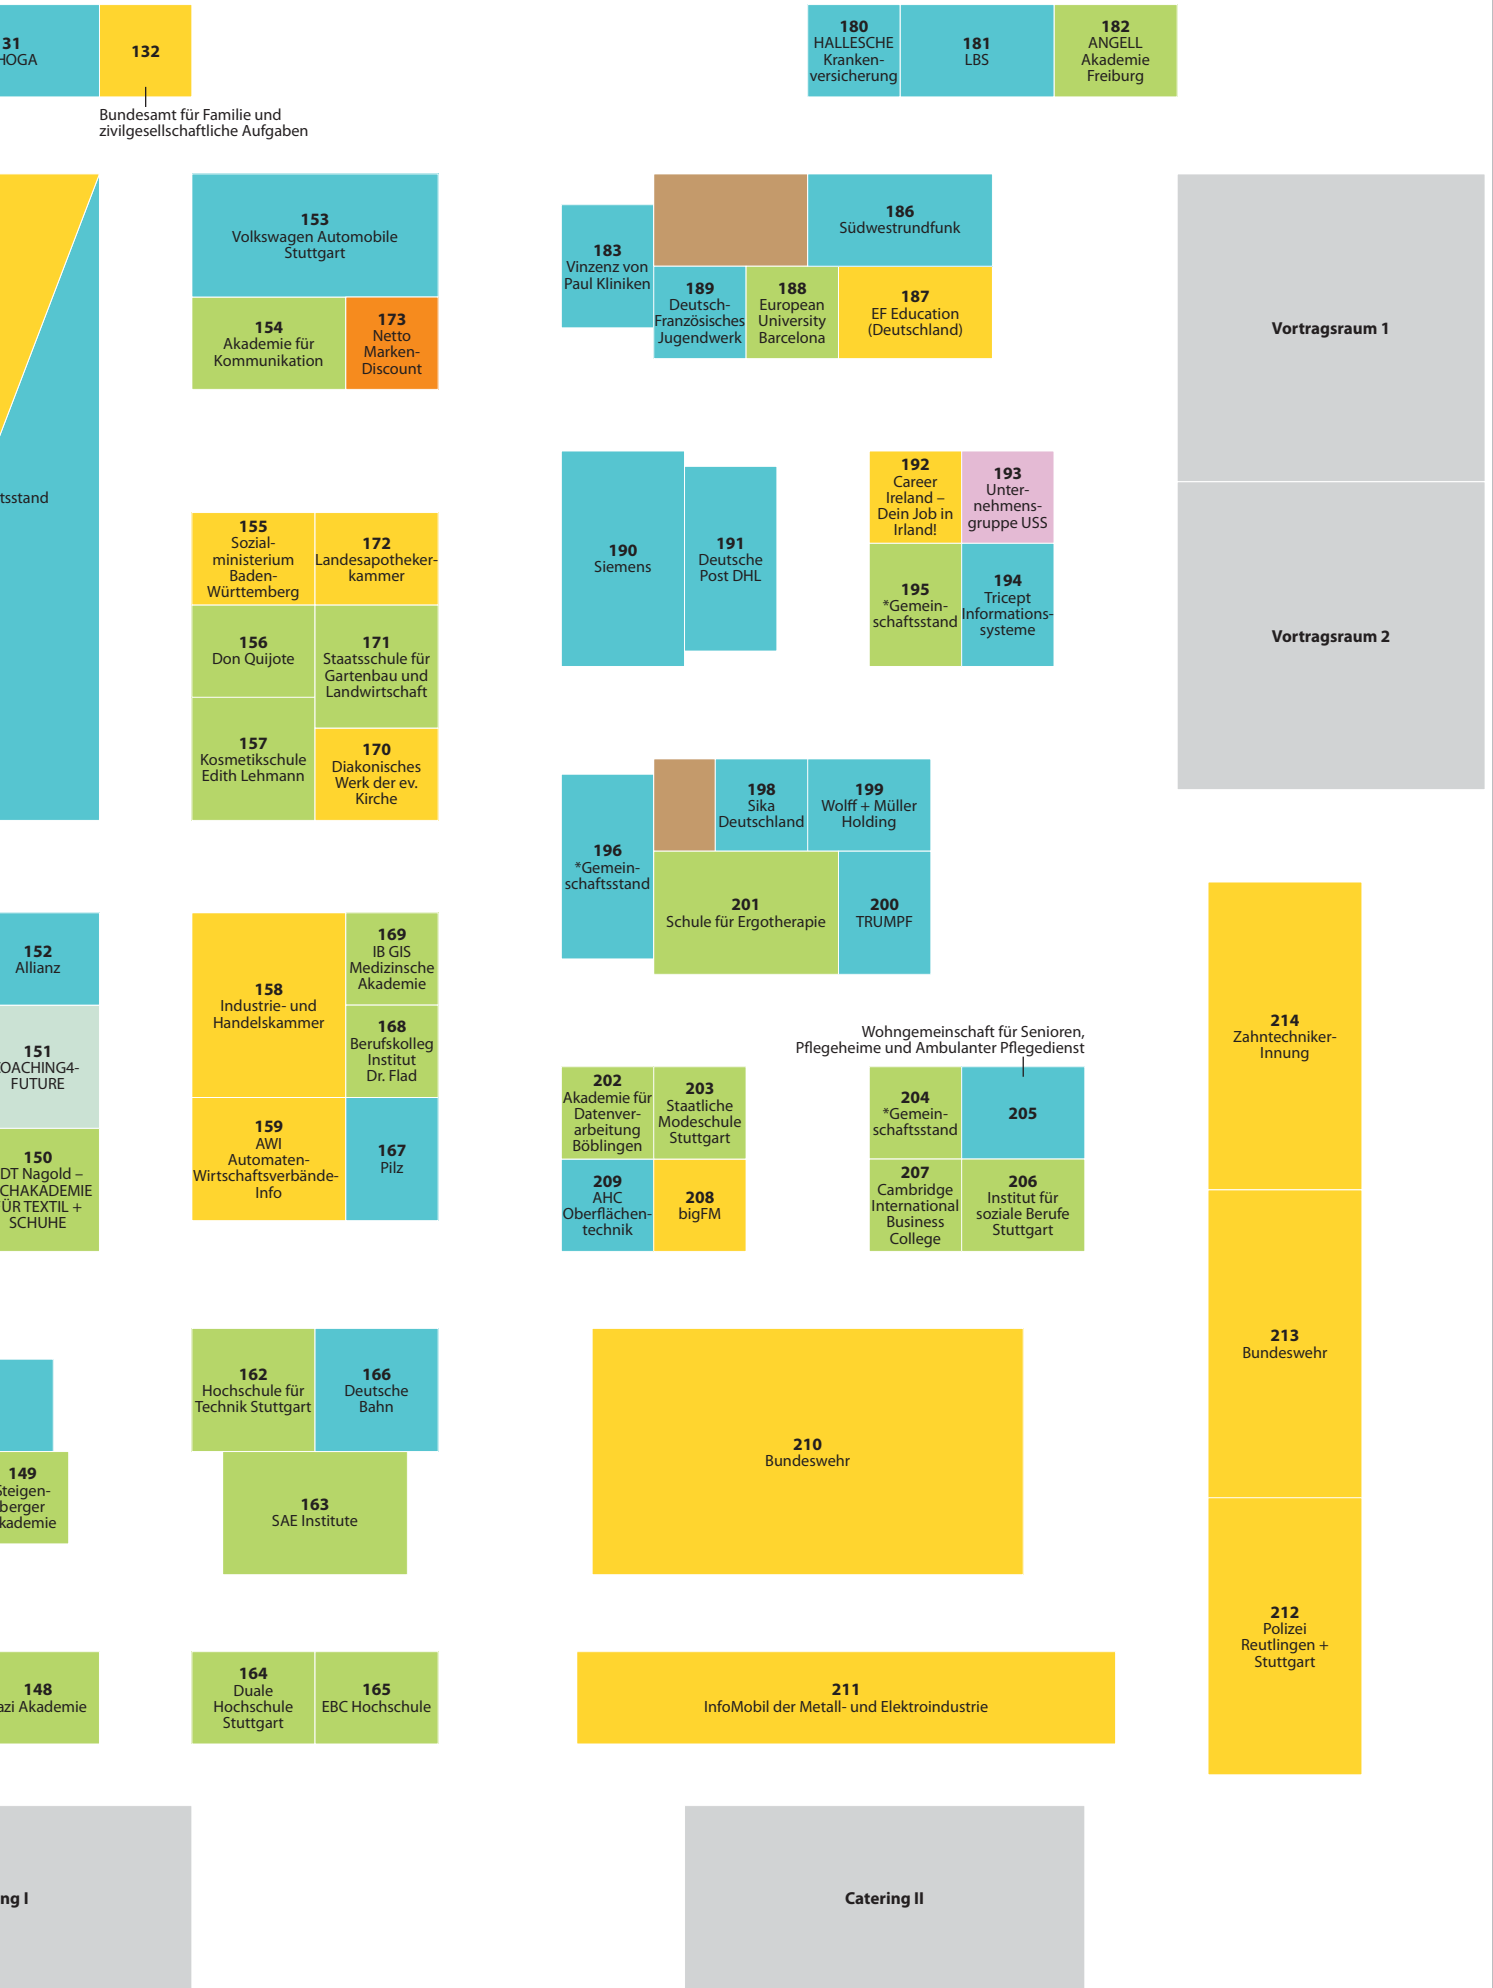 31
HOGA
132
Bundesamt für Familie und
zivilgesellschaftliche Aufgaben
180
HALLESCHE
Kranken-
versicherung
181
LBS
182
ANGELL
Akademie
Freiburg
153
Volkswagen Automobile
Stuttgart
154
Akademie für
Kommunikation
173
Netto
Marken-
Discount
183
Vinzenz von
Paul Kliniken
186
Südwestrundfunk
189
Deutsch-
Französisches
Jugendwerk
188
European
University
Barcelona
187
EF Education
(Deutschland)
Vortragsraum 1
tsstand
155
Sozial-
ministerium
Baden-
Württemberg
172
Landesapotheker-
kammer
156
Don Quijote
171
Staatsschule für
Gartenbau und
Landwirtschaft
157
Kosmetikschule
Edith Lehmann
170
Diakonisches
Werk der ev.
Kirche
190
Siemens
191
Deutsche
Post DHL
192
Career
Ireland –
Dein Job in
Irland!
193
Unter-
nehmens-
gruppe USS
195
*Gemein-
schaftsstand
194
Tricept
Informations-
systeme
Vortragsraum 2
196
*Gemein-
schaftsstand
198
Sika
Deutschland
199
Wolff + Müller
Holding
201
Schule für Ergotherapie
200
TRUMPF
152
Allianz
151
OACHING4-
FUTURE
150
DT Nagold –
CHAKADEMIE
ÜR TEXTIL +
SCHUHE
158
Industrie- und
Handelskammer
169
IB GIS
Medizinsche
Akademie
168
Berufskolleg
Institut
Dr. Flad
159
AWI
Automaten-
Wirtschaftsverbände-
Info
167
Pilz
Wohngemeinschaft für Senioren,
Pflegeheime und Ambulanter Pflegedienst
202
Akademie für
Datenver-
arbeitung
Böblingen
203
Staatliche
Modeschule
Stuttgart
204
*Gemein-
schaftsstand
205
209
AHC
Oberflächen-
technik
208
bigFM
207
Cambridge
International
Business
College
206
Institut für
soziale Berufe
Stuttgart
214
Zahntechniker-
Innung
213
Bundeswehr
212
Polizei
Reutlingen +
Stuttgart
149
Steigen-
berger
kademie
162
Hochschule für
Technik Stuttgart
166
Deutsche
Bahn
163
SAE Institute
210
Bundeswehr
148
azi Akademie
164
Duale
Hochschule
Stuttgart
165
EBC Hochschule
211
InfoMobil der Metall- und Elektroindustrie
ng I
Catering II